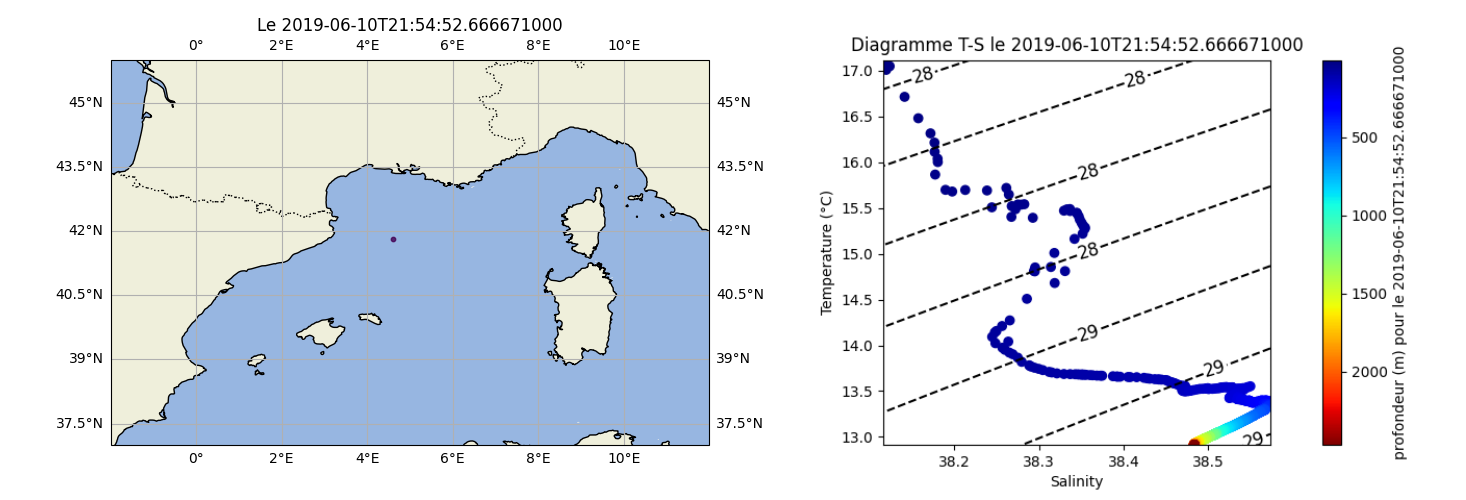 Le 2019-06-10T21:54:52.666671000
0° 2°E 4°E 6°E 8°E 10°E
45°N 45°N
43.5°N 43.5°N
42°N 42°N
40.5°N 40.5°N
39°N 39°N
37.5°N 37.5°N
0° 2°E 4°E 6°E 8°E 10°E
Diagramme T-S le 2019-06-10T21:54:52.666671000
Temperature (°C)
17.0
16.5
16.0
15.5
15.0
14.5
14.0
13.5
13.0
28
28
28
28
29
29
29
38.2 38.3 38.4 38.5
Salinity
500
1000
1500
2000
profondeur (m) pour le 2019-06-10T21:54:52.666671000